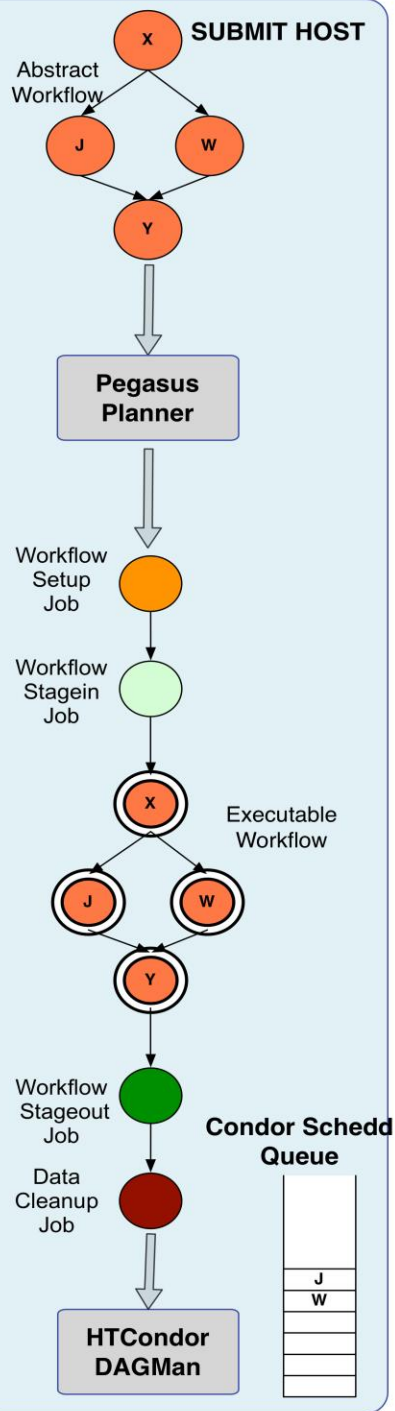 SUBMIT HOST
X
Abstract
Workflow
J
W
Y
Pegasus
Planner
Workflow
Setup
Job
Workflow
Stagein
Job
X
Executable
Workflow
J
W
Y
Workflow
Stageout
Job
Condor Schedd
Queue
Data
Cleanup
Job
J
W
HTCondor
DAGMan